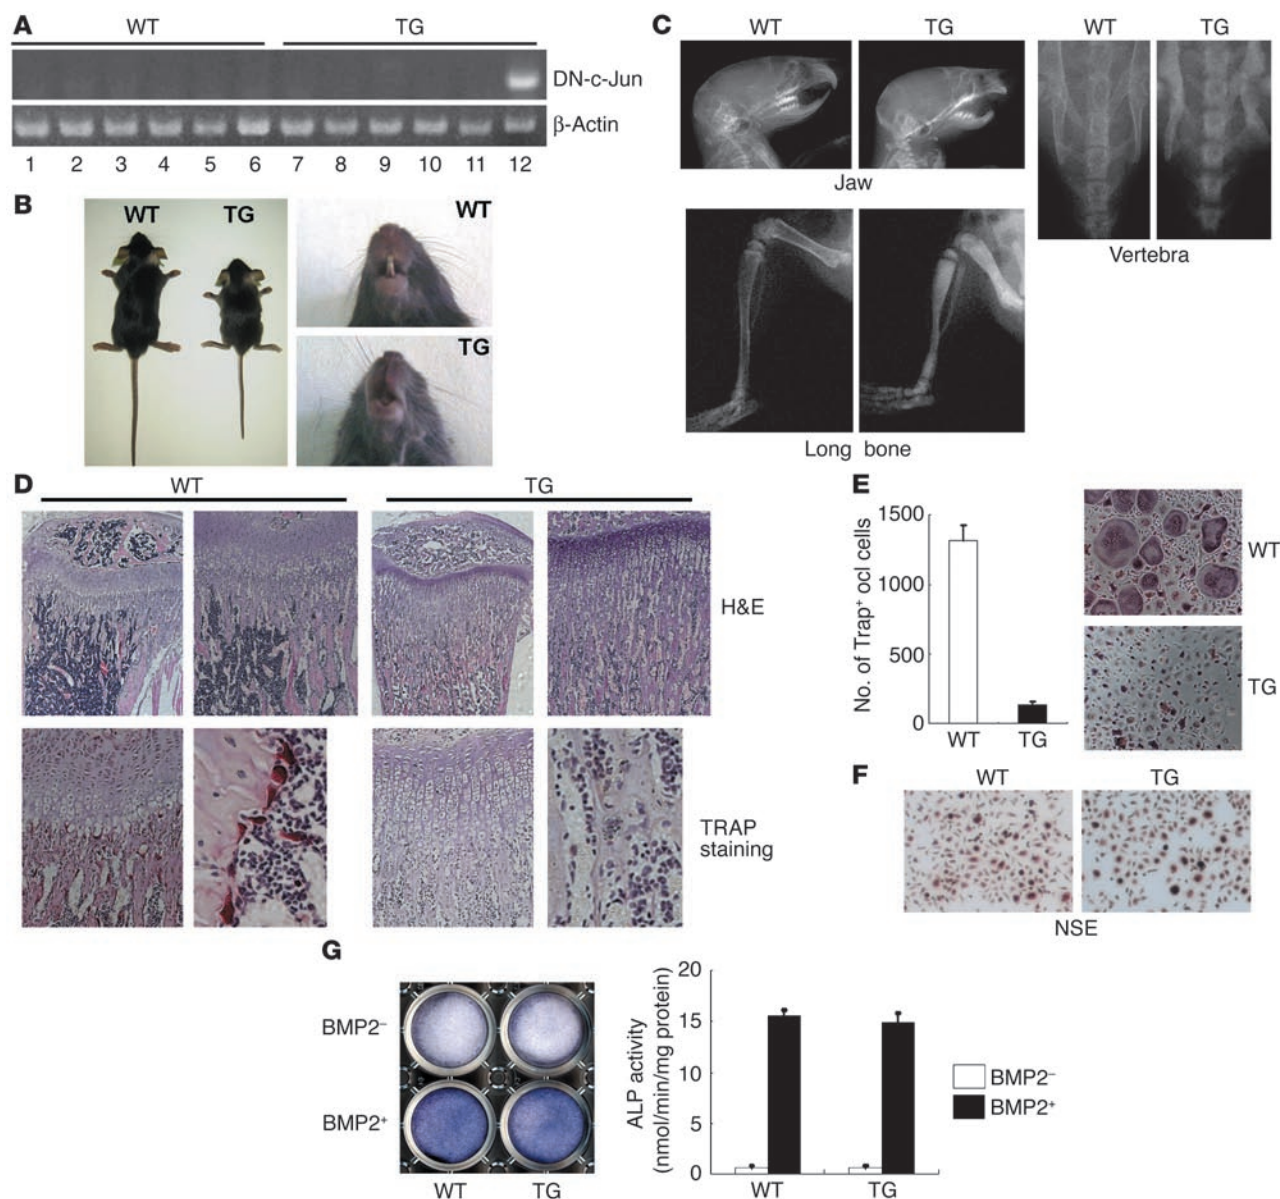 A
WT TG
DN-c-Jun
β-Actin
1 2 3 4 5 6 7 8 9 10 11 12
B
WT TG
WT
TG
C
WT TG
Jaw
WT TG
Vertebra
Long bone
D
WT TG
H&E
TRAP
staining
E
No. of Trap⁺ ocl cells
1500
1000
500
0
WT TG
WT
TG
F
WT TG
NSE
G
BMP2⁻
BMP2⁺
WT TG
ALP activity
(nmol/min/mg protein)
20
15
10
5
0
WT TG
BMP2⁻
BMP2⁺